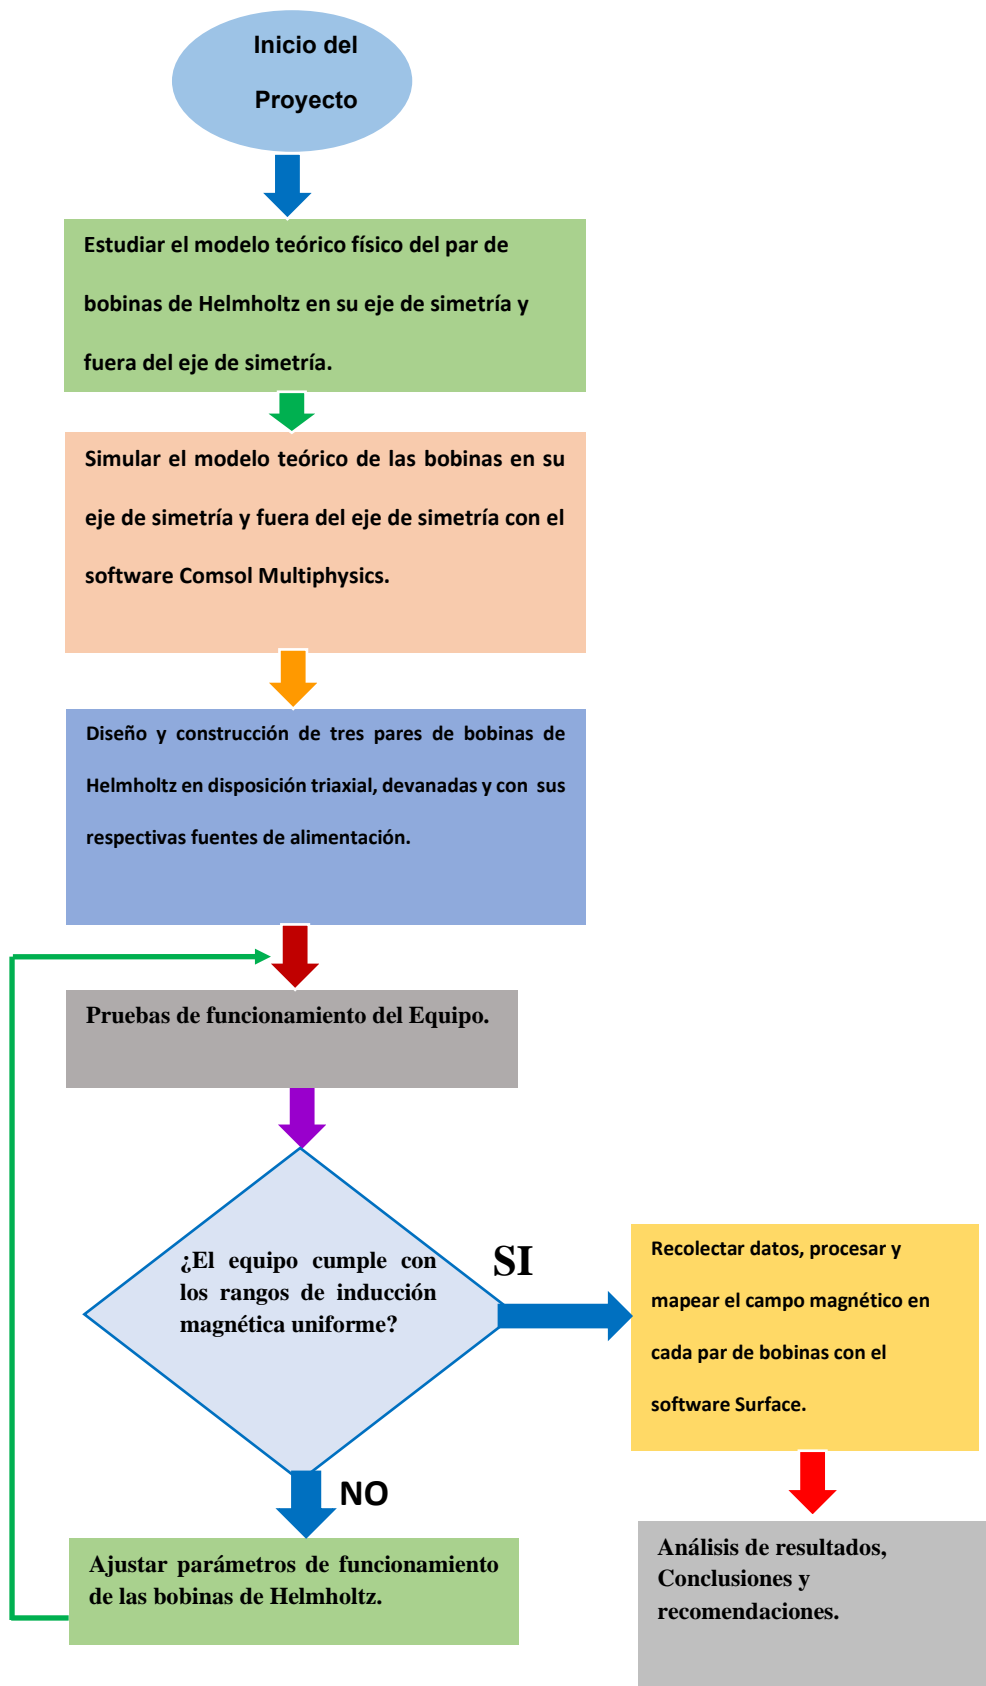 Inicio del
Proyecto
Estudiar el modelo teórico físico del par de
bobinas de Helmholtz en su eje de simetría y
fuera del eje de simetría.
Simular el modelo teórico de las bobinas en su
eje de simetría y fuera del eje de simetría con el
software Comsol Multiphysics.
Diseño y construcción de tres pares de bobinas de
Helmholtz en disposición triaxial, devanadas y con sus
respectivas fuentes de alimentación.
Pruebas de funcionamiento del Equipo.
¿El equipo cumple con
los rangos de inducción
magnética uniforme?
SI
Recolectar datos, procesar y
mapear el campo magnético en
cada par de bobinas con el
software Surface.
NO
Ajustar parámetros de funcionamiento
de las bobinas de Helmholtz.
Análisis de resultados,
Conclusiones y
recomendaciones.